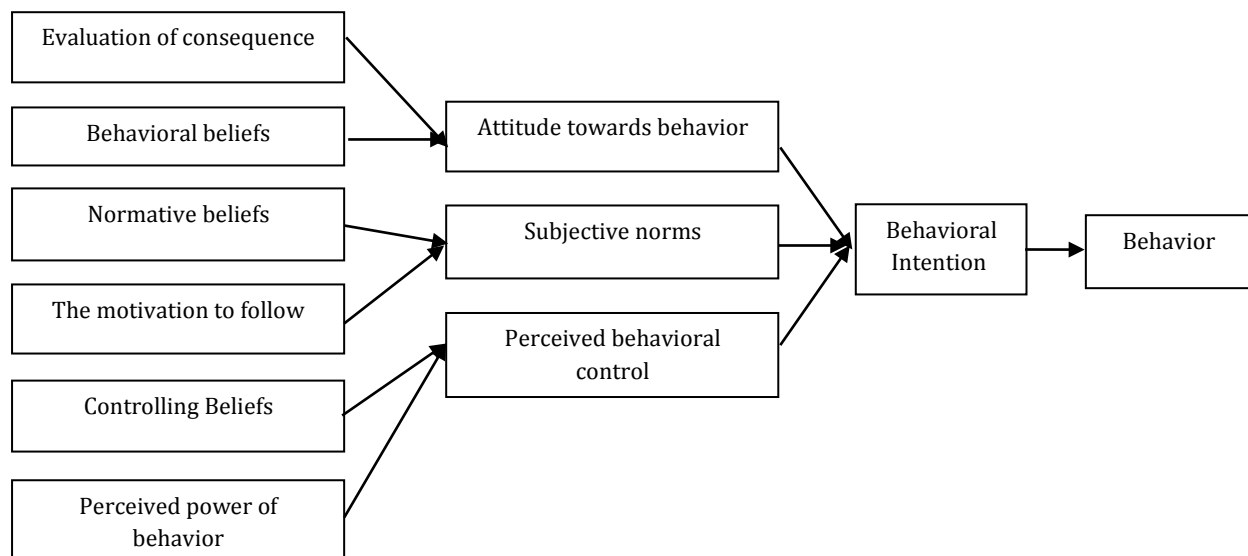 Evaluation of consequence
Behavioral beliefs
Normative beliefs
The motivation to follow
Controlling Beliefs
Perceived power of
behavior
Attitude towards behavior
Subjective norms
Perceived behavioral
control
Behavioral
Intention
Behavior